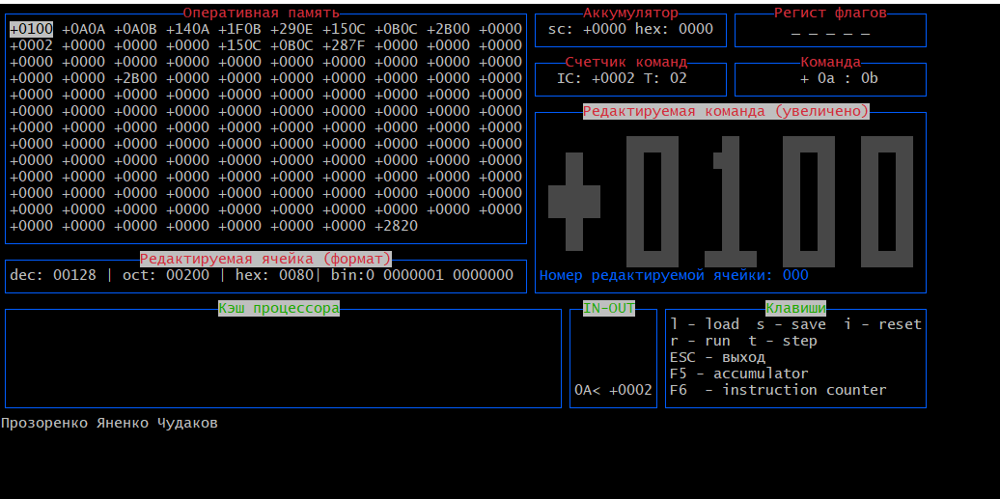 Оперативная память
+0100 +0A0A +0A0B +140A +1F0B +290E +150C +0B0C +2B00 +0000
+0002 +0000 +0000 +0000 +150C +0B0C +287F +0000 +0000 +0000
+0000 +0000 +0000 +0000 +0000 +0000 +0000 +0000 +0000 +0000
+0000 +0000 +2B00 +0000 +0000 +0000 +0000 +0000 +0000 +0000
+0000 +0000 +0000 +0000 +0000 +0000 +0000 +0000 +0000 +0000
+0000 +0000 +0000 +0000 +0000 +0000 +0000 +0000 +0000 +0000
+0000 +0000 +0000 +0000 +0000 +0000 +0000 +0000 +0000 +0000
+0000 +0000 +0000 +0000 +0000 +0000 +0000 +0000 +0000 +0000
+0000 +0000 +0000 +0000 +0000 +0000 +0000 +0000 +0000 +0000
+0000 +0000 +0000 +0000 +0000 +0000 +0000 +0000 +0000 +0000
+0000 +0000 +0000 +0000 +0000 +0000 +0000 +0000 +0000 +0000
+0000 +0000 +0000 +0000 +0000 +0000 +0000 +0000 +0000 +0000
+0000 +0000 +0000 +0000 +0000 +0000 +0000 +2820
Аккумулятор
sc: +0000 hex: 0000
Регист флагов
_ _ _ _ _
Счетчик команд
IC: +0002 T: 02
Команда
+ 0a : 0b
Редактируемая команда (увеличено)
+0100
Номер редактируемой ячейки: 000
Редактируемая ячейка (формат)
dec: 00128 | oct: 00200 | hex: 0080| bin:0 0000001 0000000
Кэш процессора
IN-OUT
0A< +0002
Клавиши
l - load s - save i - reset
r - run t - step
ESC - выход
F5 - accumulator
F6 - instruction counter
Прозоренко Яненко Чудаков